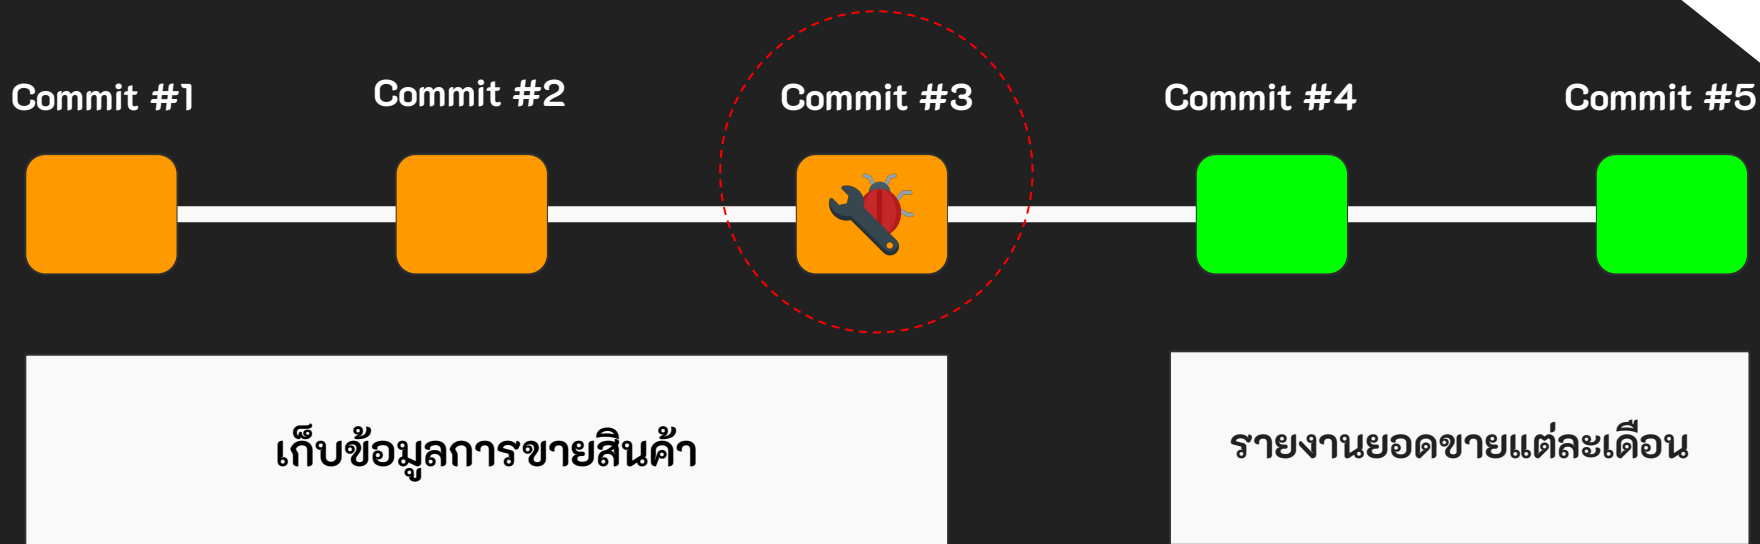 Commit #1
Commit #2
Commit #3
Commit #4
Commit #5
เก็บข้อมูลการขายสินค้า
รายงานยอดขายแต่ละเดือน